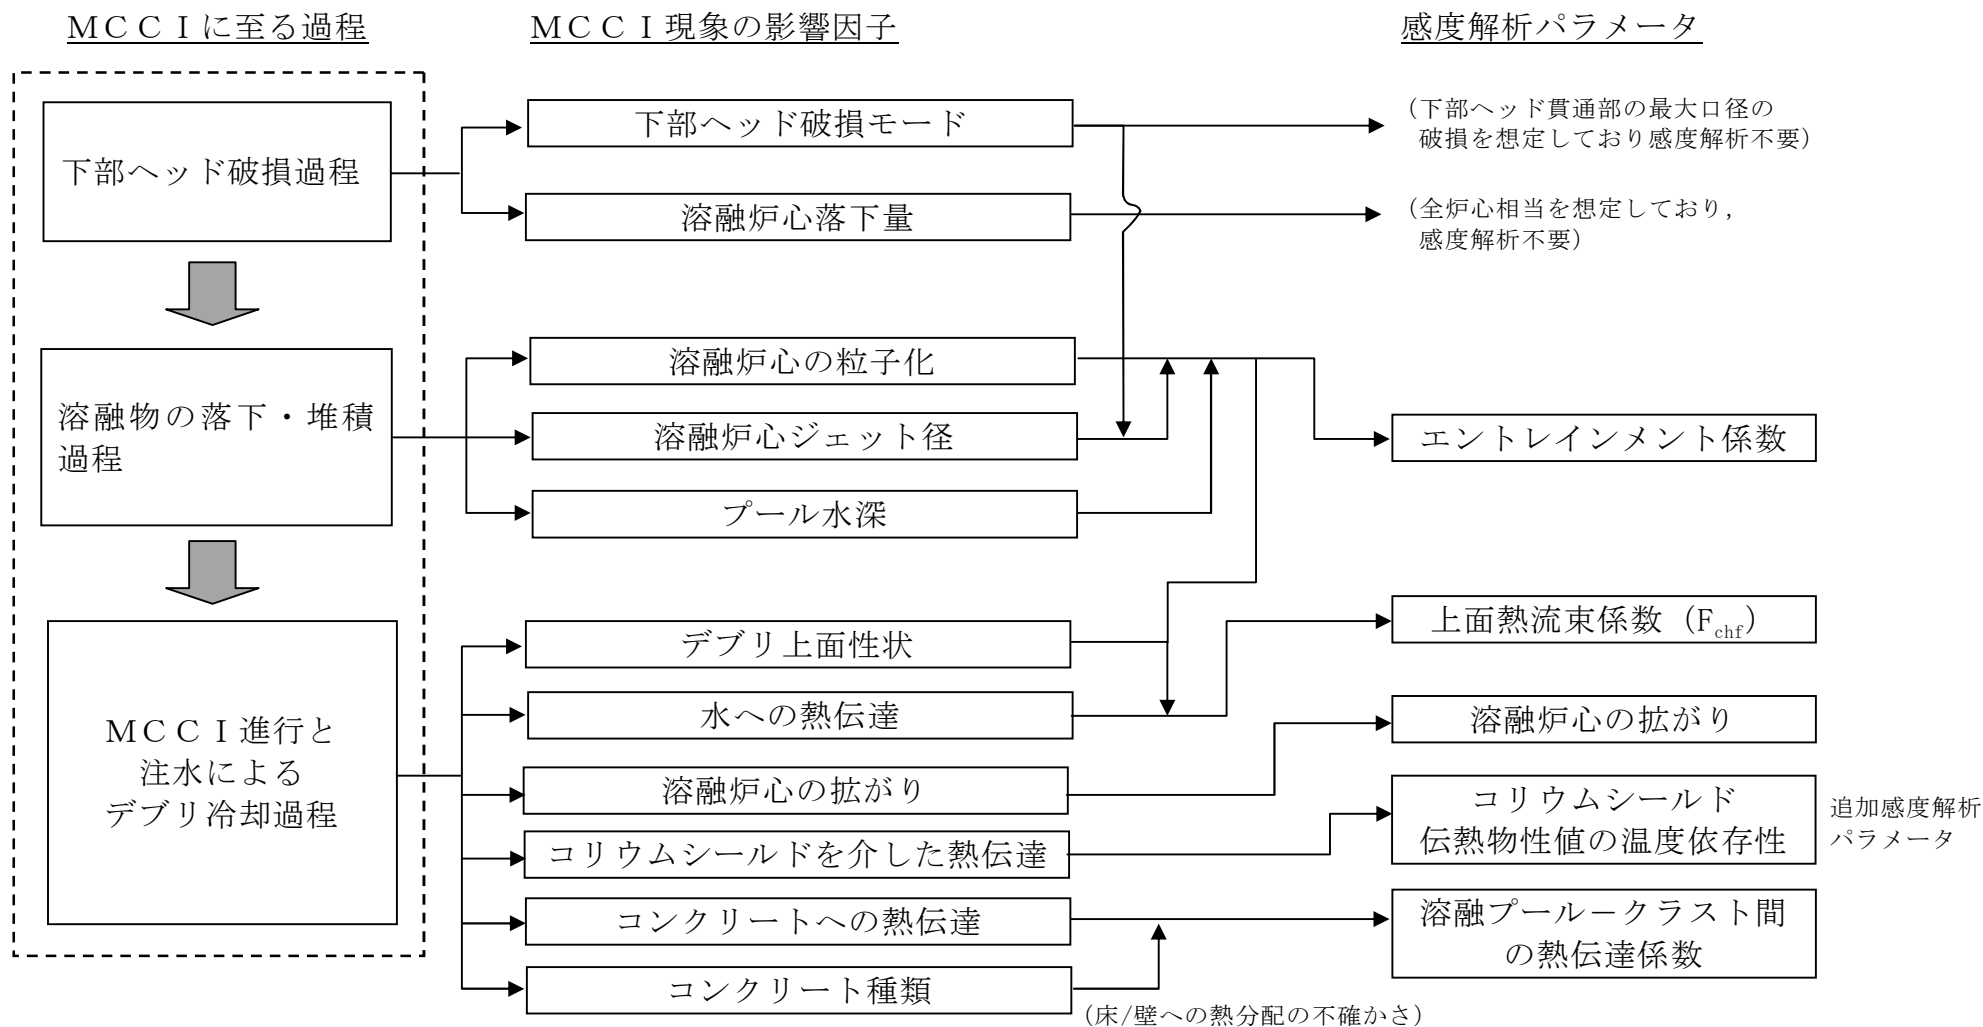 MCCIに至る過程
MCCI現象の影響因子
感度解析パラメータ
下部ヘッド破損過程
下部ヘッド破損モード
(下部ヘッド貫通部の最大口径の
破損を想定しており感度解析不要)
溶融炉心落下量
(全炉心相当を想定しており,
感度解析不要)
溶融物の落下・堆積
過程
溶融炉心の粒子化
溶融炉心ジェット径
プール水深
エントレインメント係数
MCCI進行と
注水による
デブリ冷却過程
デブリ上面性状
水への熱伝達
溶融炉心の拡がり
コリウムシールドを介した熱伝達
コンクリートへの熱伝達
コンクリート種類
上面熱流束係数 (Fchf)
溶融炉心の拡がり
コリウムシールド
伝熱物性値の温度依存性
追加感度解析
パラメータ
溶融プール−クラスト間
の熱伝達係数
(床/壁への熱分配の不確かさ)